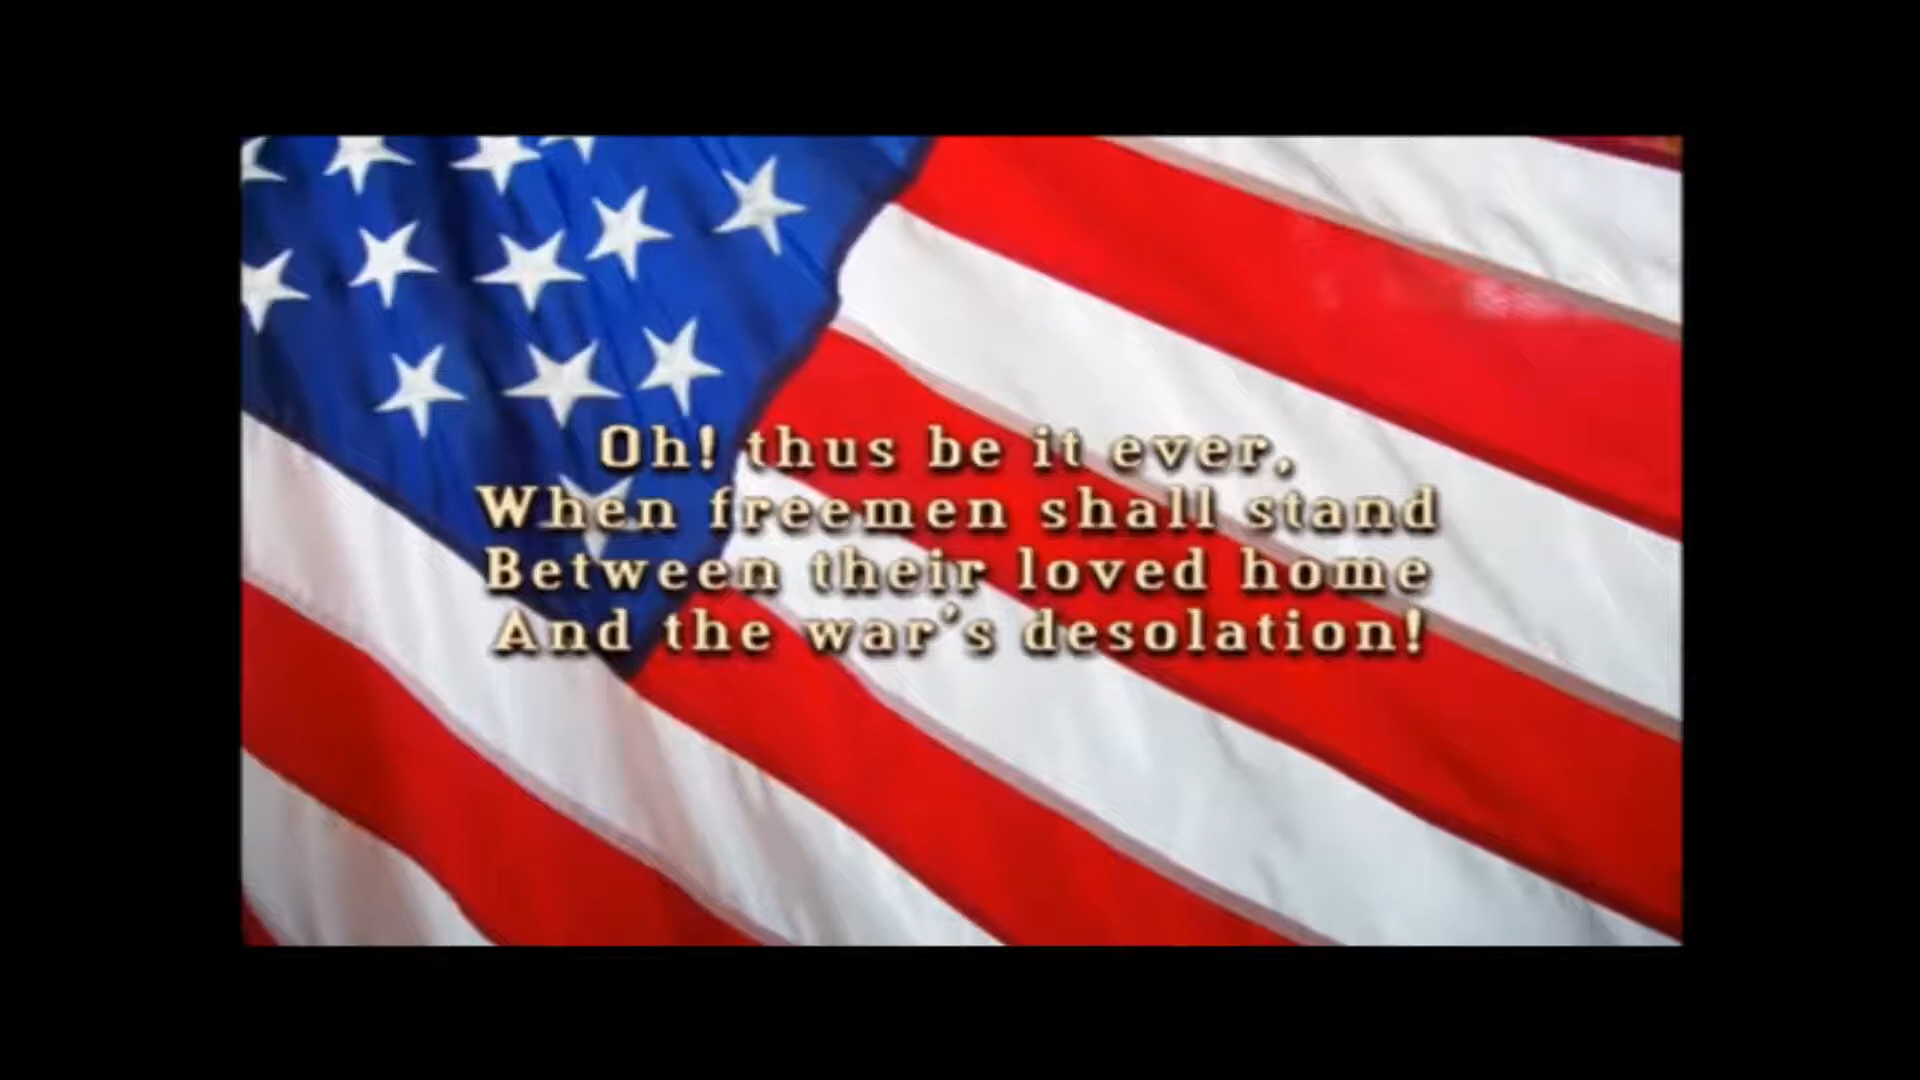 Oh! thus be it ever,
When freemen shall stand
Between their loved home
And the war's desolation!